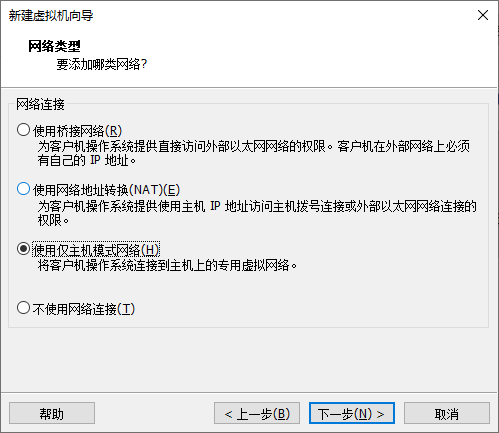 新建虚拟机向导
网络类型
要添加哪类网络?
网络连接
使用桥接网络(R)
为客户机操作系统提供直接访问外部以太网网络的权限。客户机在外部网络上必须
有自己的 IP 地址。
使用网络地址转换(NAT)(E)
为客户机操作系统提供使用主机 IP 地址访问主机拨号连接或外部以太网网络连接的
权限。
使用仅主机模式网络(H)
将客户机操作系统连接到主机上的专用虚拟网络。
不使用网络连接(T)
帮助
< 上一步(B)
下一步(N) >
取消